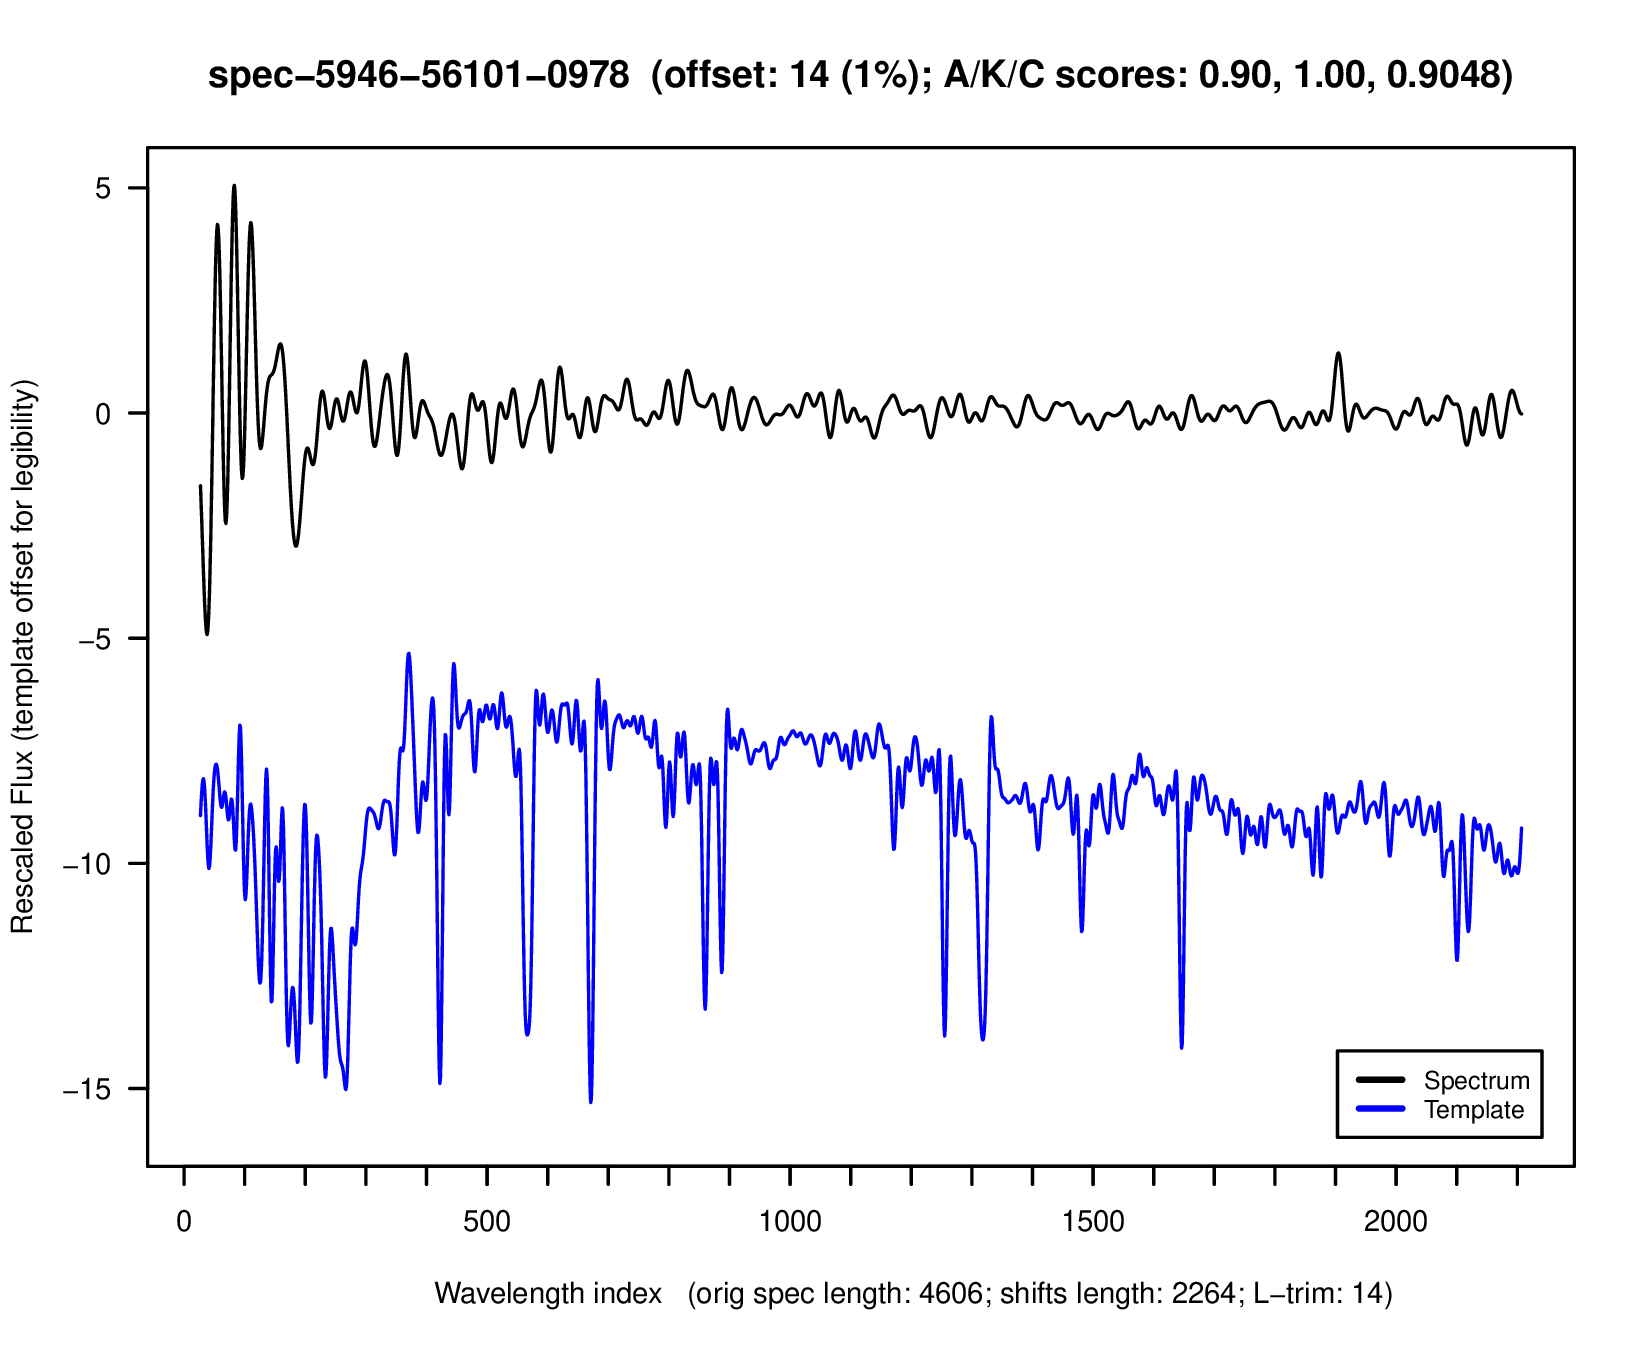 spec−5946−56101−0978 (offset: 14 (1%); A/K/C scores: 0.90, 1.00, 0.9048)
Rescaled Flux (template offset for legibility)
5
0
−5
−10
−15
Spectrum
Template
0 500 1000 1500 2000
Wavelength index (orig spec length: 4606; shifts length: 2264; L−trim: 14)